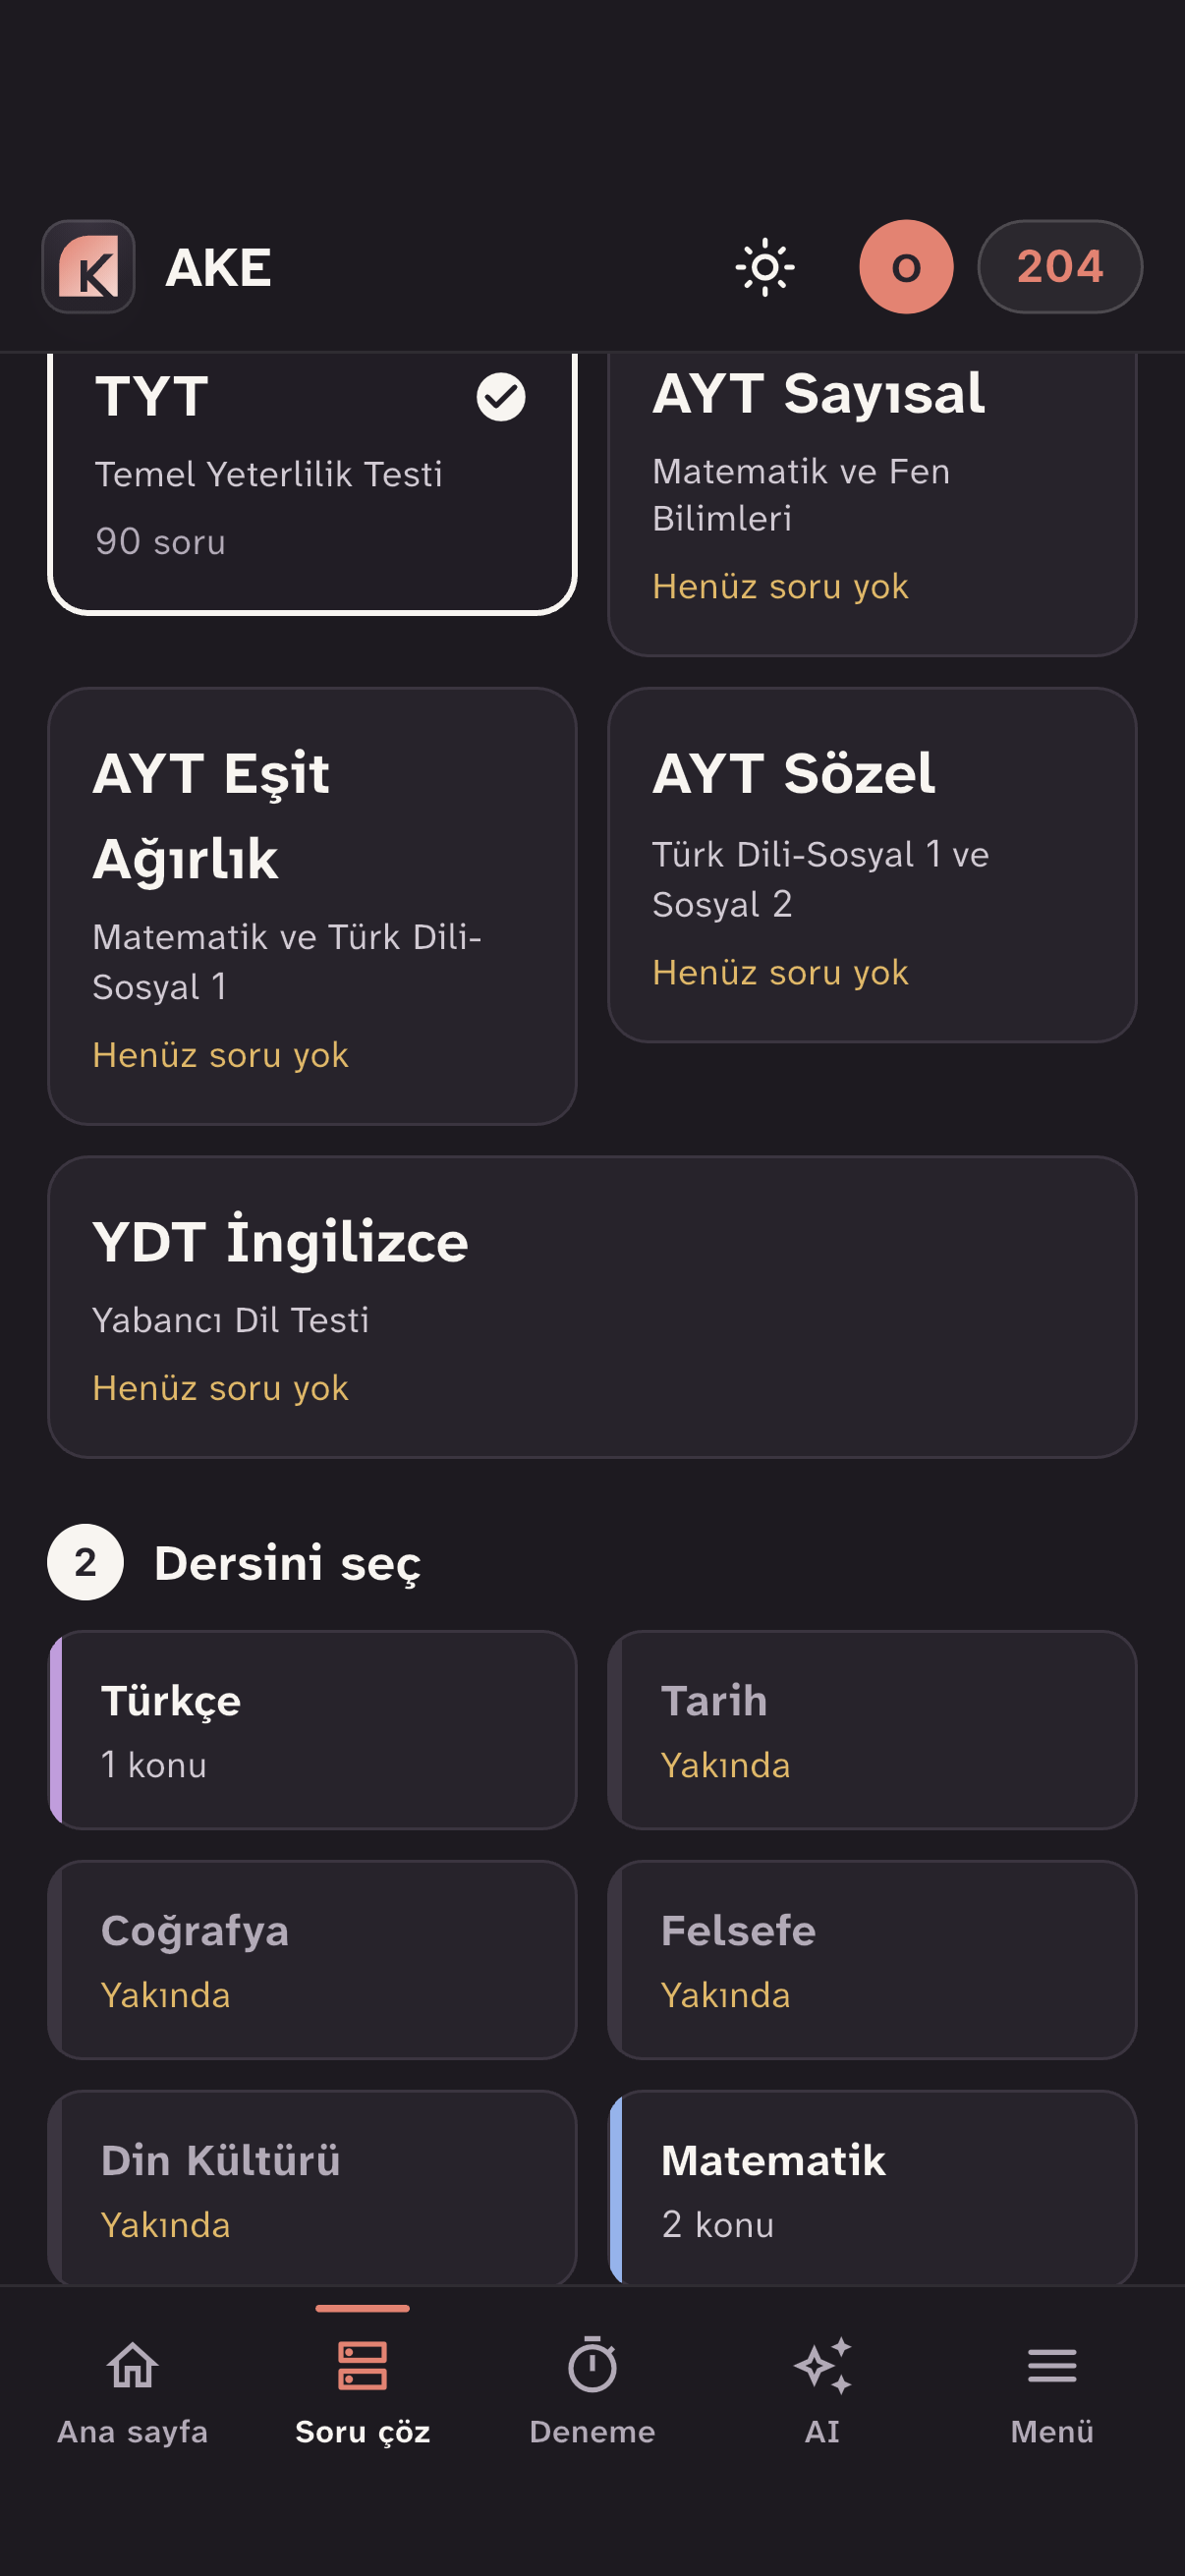 K AKE O 204
TYT
Temel Yeterlilik Testi
90 soru
AYT Sayısal
Matematik ve Fen
Bilimleri
Henüz soru yok
AYT Eşit
Ağırlık
Matematik ve Türk Dili-
Sosyal 1
Henüz soru yok
AYT Sözel
Türk Dili-Sosyal 1 ve
Sosyal 2
Henüz soru yok
YDT İngilizce
Yabancı Dil Testi
Henüz soru yok
2 Dersini seç
Türkçe
1 konu
Tarih
Yakında
Coğrafya
Yakında
Felsefe
Yakında
Din Kültürü
Yakında
Matematik
2 konu
Ana sayfa
Soru çöz
Deneme
AI
Menü